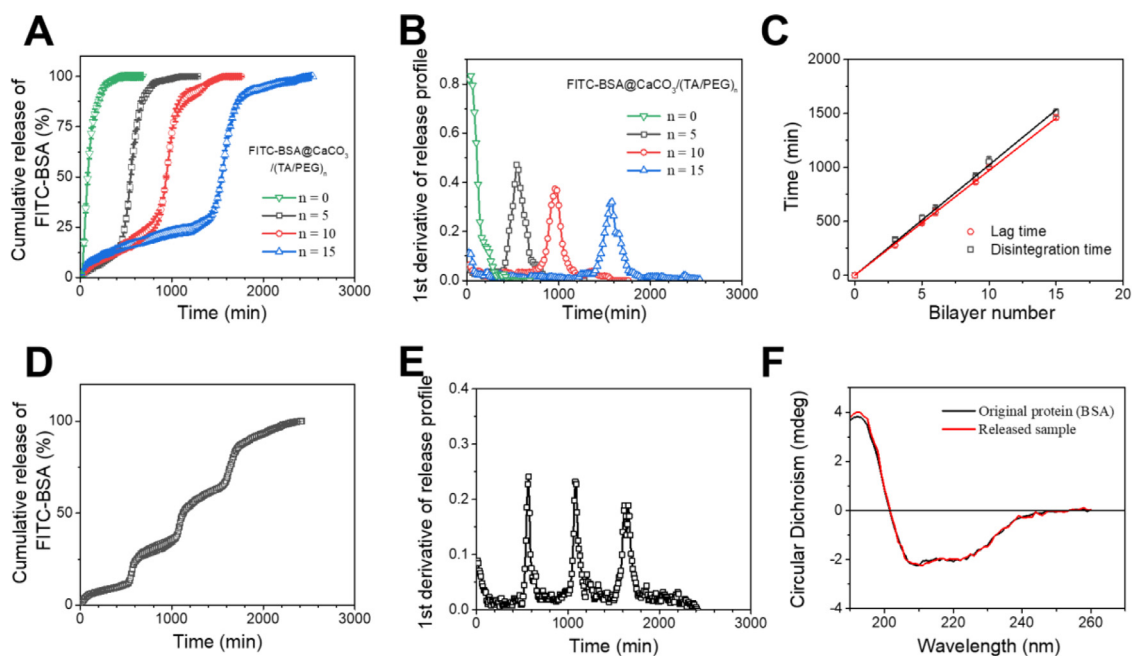 A
Cumulative release of
FITC-BSA (%)
100
75
50
25
0
FITC-BSA@CaCO3
/(TA/PEG)n
n = 0
n = 5
n = 10
n = 15
0 1000 2000 3000
Time (min)
B
1st derivative of release profile
0.8
0.6
0.4
0.2
0.0
FITC-BSA@CaCO3/(TA/PEG)n
n = 0
n = 5
n = 10
n = 15
0 1000 2000 3000
Time(min)
C
Time (min)
2000
1500
1000
500
0
Lag time
Disintegration time
0 5 10 15 20
Bilayer number
D
Cumulative release of
FITC-BSA (%)
100
50
0
0 1000 2000 3000
Time (min)
E
1st derivative of release profile
0.4
0.3
0.2
0.1
0.0
0 1000 2000 3000
Time (min)
F
Circular Dichroism (mdeg)
4
2
0
-2
-4
Original protein (BSA)
Released sample
200 220 240 260
Wavelength (nm)